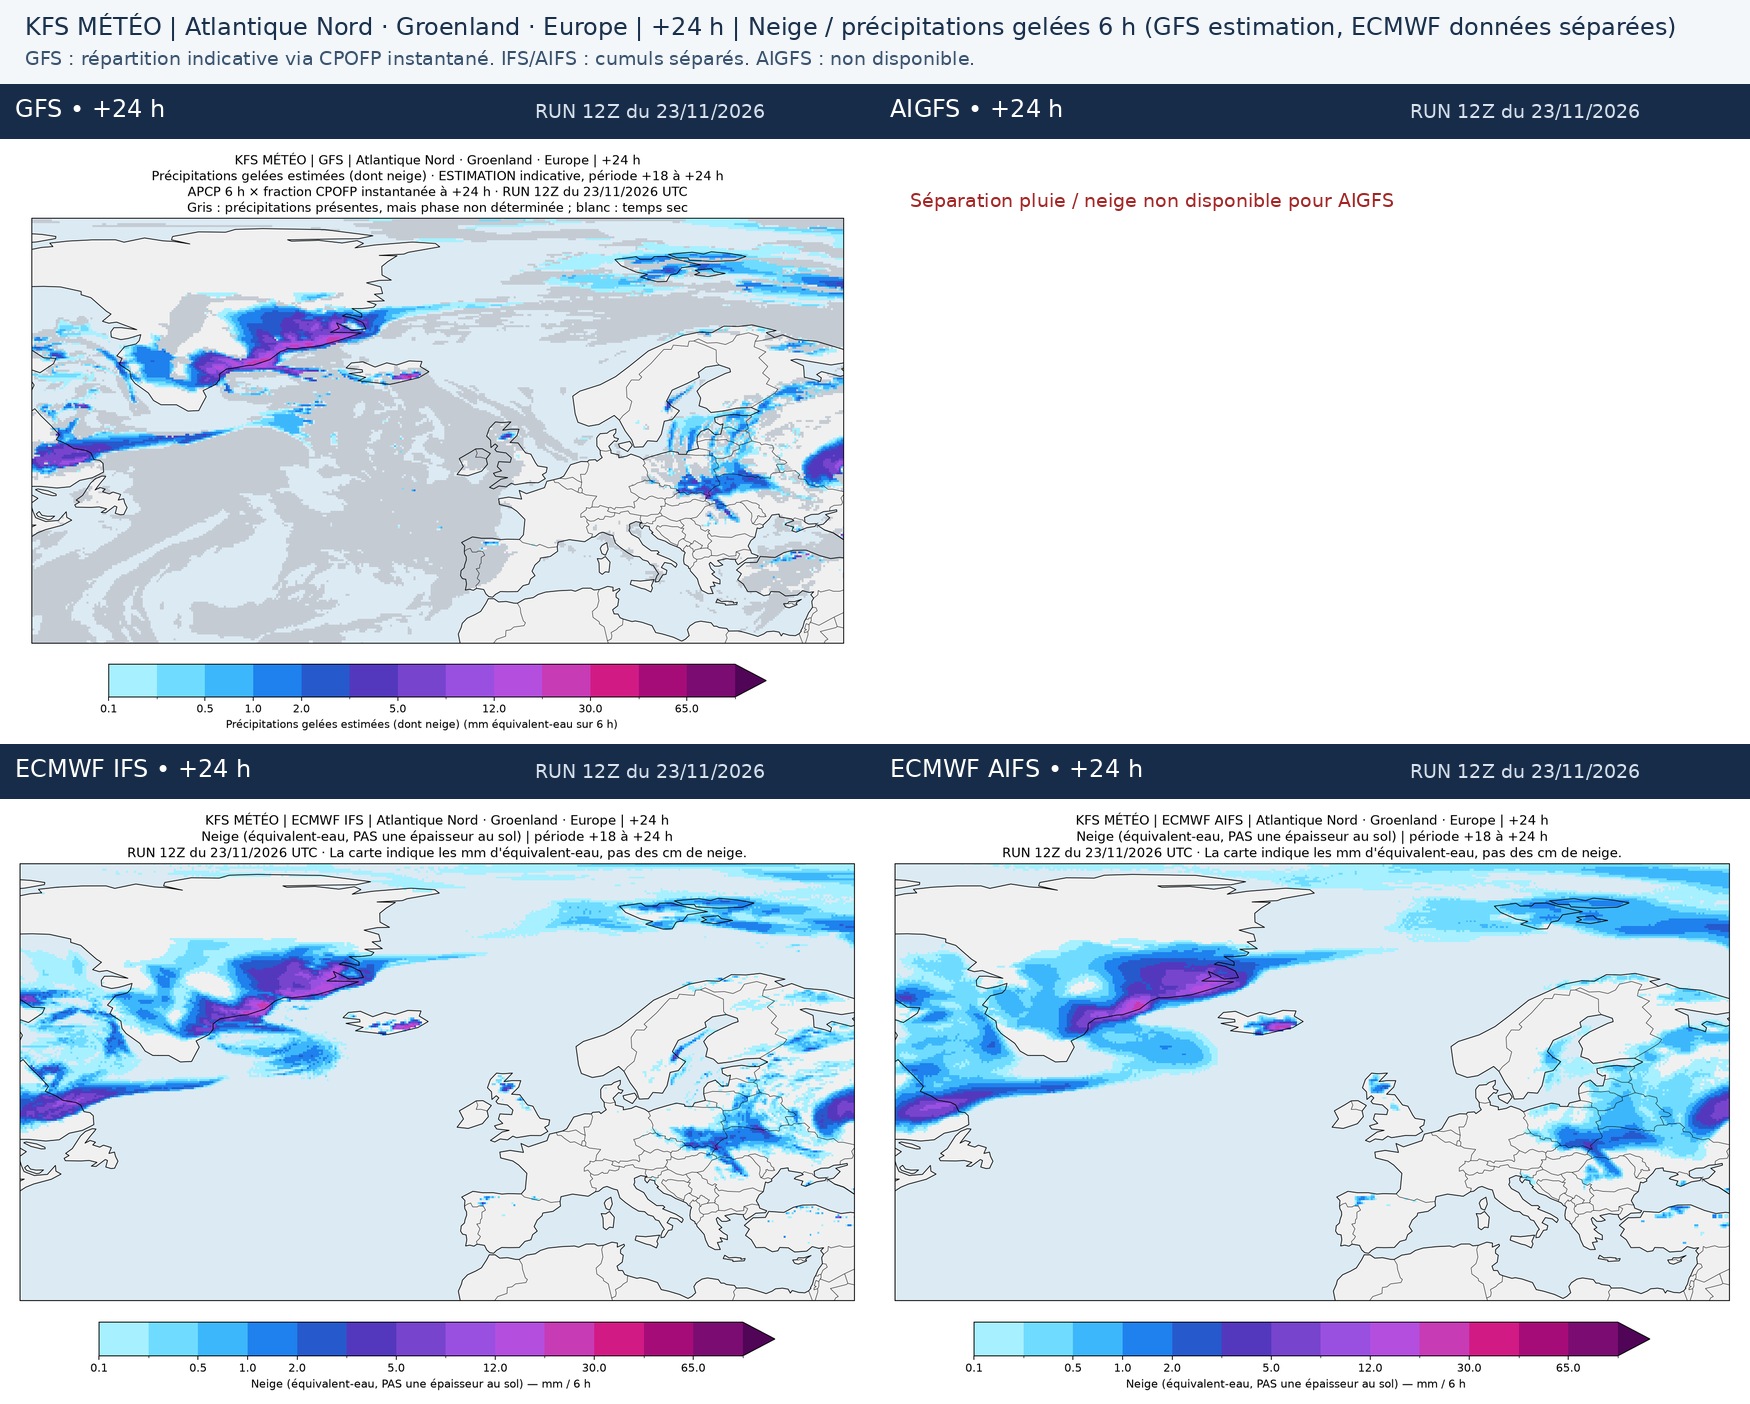 KFS MÉTÉO | Atlantique Nord · Groenland · Europe | +24 h | Neige / précipitations gelées 6 h (GFS estimation, ECMWF données séparées)
GFS : répartition indicative via CPOFP instantané. IFS/AIFS : cumuls séparés. AIGFS : non disponible.
GFS • +24 h
RUN 12Z du 23/11/2026
AIGFS • +24 h
RUN 12Z du 23/11/2026
KFS MÉTÉO | GFS | Atlantique Nord · Groenland · Europe | +24 h
Précipitations gelées estimées (dont neige) · ESTIMATION indicative, période +18 à +24 h
APCP 6 h × fraction CPOFP instantanée à +24 h · RUN 12Z du 23/11/2026 UTC
Gris : précipitations présentes, mais phase non déterminée ; blanc : temps sec
Séparation pluie / neige non disponible pour AIGFS
0.1 0.5 1.0 2.0 5.0 12.0 30.0 65.0
Précipitations gelées estimées (dont neige) (mm équivalent-eau sur 6 h)
ECMWF IFS • +24 h
RUN 12Z du 23/11/2026
ECMWF AIFS • +24 h
RUN 12Z du 23/11/2026
KFS MÉTÉO | ECMWF IFS | Atlantique Nord · Groenland · Europe | +24 h
Neige (équivalent-eau, PAS une épaisseur au sol) | période +18 à +24 h
RUN 12Z du 23/11/2026 UTC · La carte indique les mm d'équivalent-eau, pas des cm de neige.
KFS MÉTÉO | ECMWF AIFS | Atlantique Nord · Groenland · Europe | +24 h
Neige (équivalent-eau, PAS une épaisseur au sol) | période +18 à +24 h
RUN 12Z du 23/11/2026 UTC · La carte indique les mm d'équivalent-eau, pas des cm de neige.
0.1 0.5 1.0 2.0 5.0 12.0 30.0 65.0
Neige (équivalent-eau, PAS une épaisseur au sol) — mm / 6 h
0.1 0.5 1.0 2.0 5.0 12.0 30.0 65.0
Neige (équivalent-eau, PAS une épaisseur au sol) — mm / 6 h